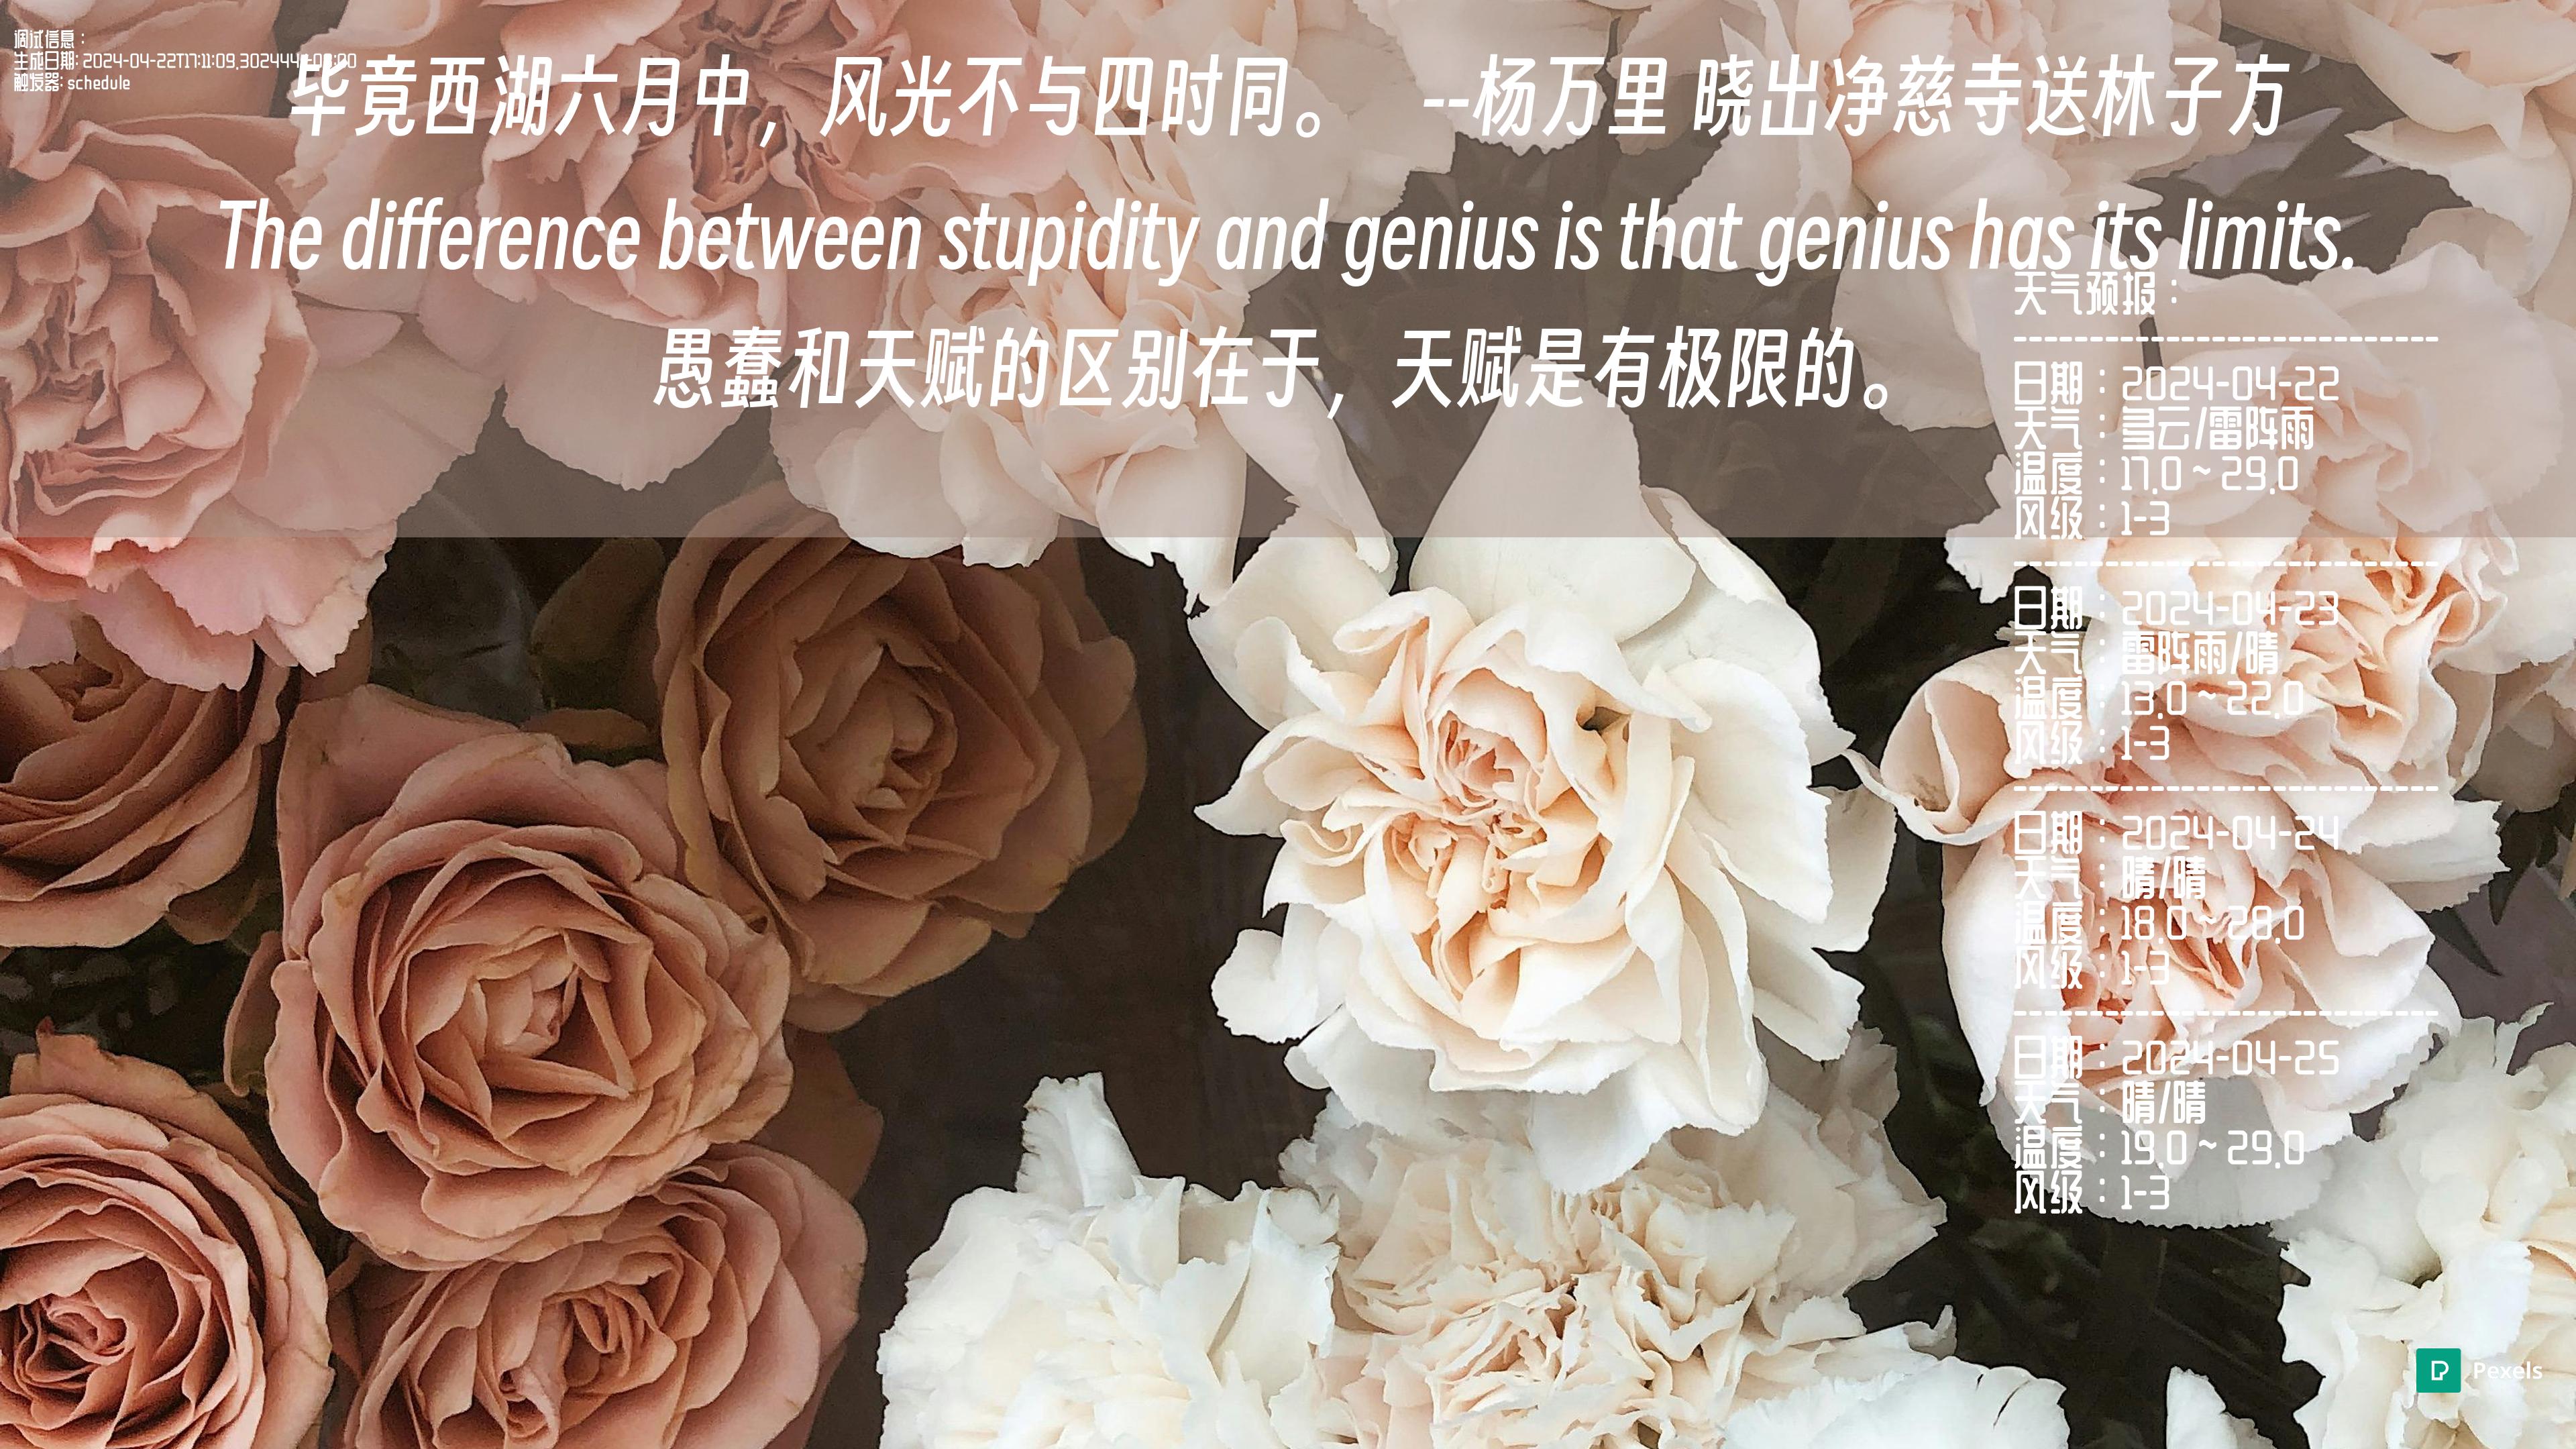 调试信息：
生成日期: 2024-04-22T17:11:09.302444+08:00
触发器: schedule
毕竟西湖六月中，风光不与四时同。 --杨万里 晓出净慈寺送林子方
The difference between stupidity and genius is that genius has its limits.
愚蠢和天赋的区别在于，天赋是有极限的。
天气预报：
------------------------------
日期：2024-04-22
天气：多云/雷阵雨
温度：17.0 ~ 29.0
风级：1-3
------------------------------
日期：2024-04-23
天气：雷阵雨/晴
温度：13.0 ~ 22.0
风级：1-3
------------------------------
日期：2024-04-24
天气：晴/晴
温度：18.0 ~ 28.0
风级：1-3
------------------------------
日期：2024-04-25
天气：晴/晴
温度：19.0 ~ 29.0
风级：1-3
Pexels